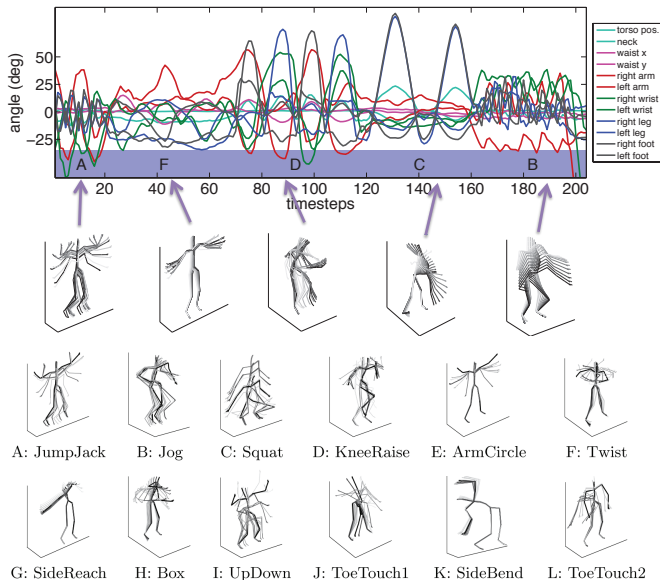 angle (deg)
50
25
0
−25
A
F
D
C
B
20
40
60
80
100
120
140
160
180
200
timesteps
torso pos.
neck
waist x
waist y
right arm
left arm
right wrist
left wrist
right leg
left leg
right foot
left foot
A: JumpJack
B: Jog
C: Squat
D: KneeRaise
E: ArmCircle
F: Twist
G: SideReach
H: Box
I: UpDown
J: ToeTouch1
K: SideBend
L: ToeTouch2